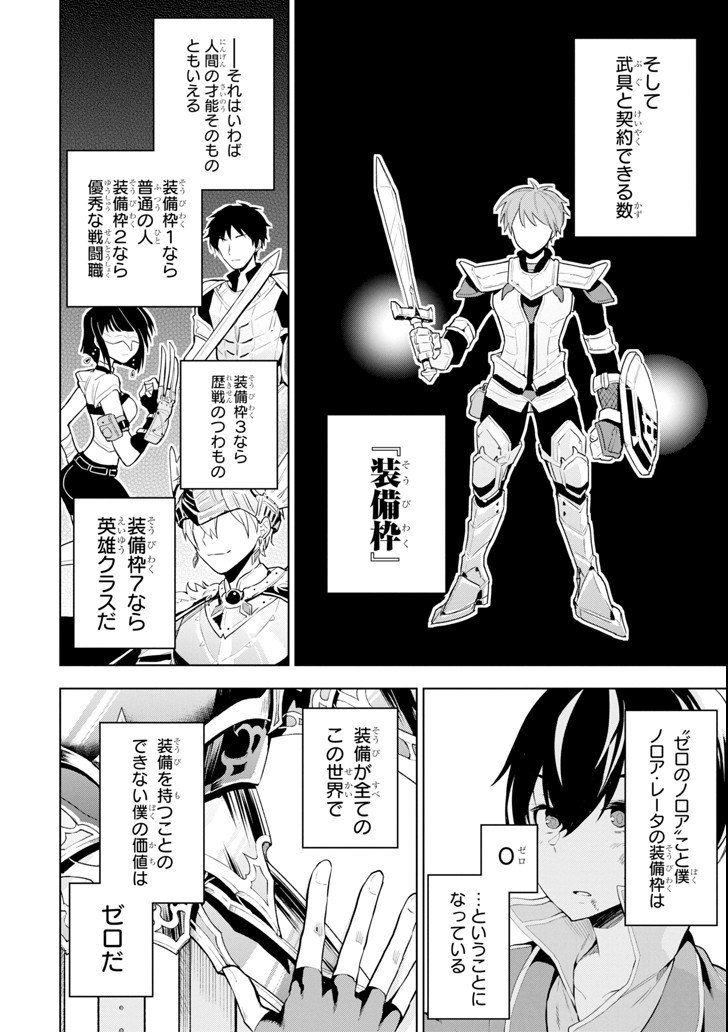 そして
武具と契約できる数
『装備枠』
──それはいわば
人間の才能そのもの
ともいえる
装備枠1なら
普通の人
装備枠2なら
優秀な戦闘職
装備枠3なら
歴戦のつわもの
装備枠7なら
英雄クラスだ
“ゼロのノロア”こと僕
ノロア・レータの装備枠は
0
…ということに
なっている
装備が全ての
この世界で
装備を持つことの
できない僕の価値は
ゼロだ